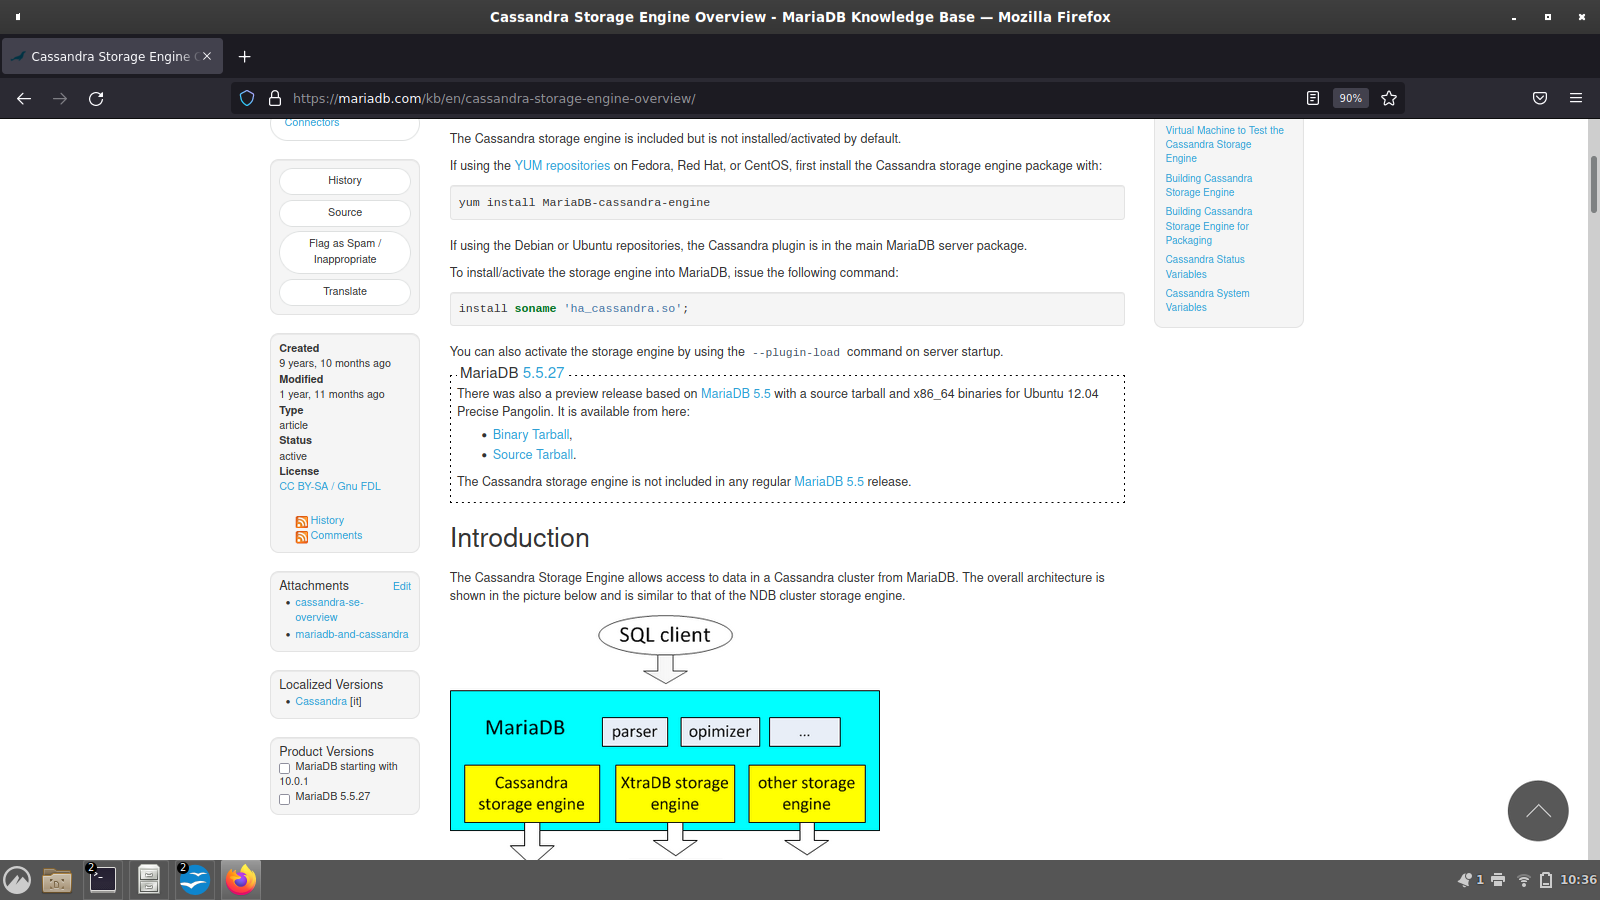 Cassandra Storage Engine Overview - MariaDB Knowledge Base — Mozilla Firefox
Cassandra Storage Engine
https://mariadb.com/kb/en/cassandra-storage-engine-overview/
90%
Connectors
History
Source
Flag as Spam /
Inappropriate
Translate
Created
9 years, 10 months ago
Modified
1 year, 11 months ago
Type
article
Status
active
License
CC BY-SA / Gnu FDL
History
Comments
Attachments
Edit
cassandra-se-
overview
mariadb-and-cassandra
Localized Versions
Cassandra [it]
Product Versions
MariaDB starting with
10.0.1
MariaDB 5.5.27
The Cassandra storage engine is included but is not installed/activated by default.
If using the YUM repositories on Fedora, Red Hat, or CentOS, first install the Cassandra storage engine package with:
yum install MariaDB-cassandra-engine
If using the Debian or Ubuntu repositories, the Cassandra plugin is in the main MariaDB server package.
To install/activate the storage engine into MariaDB, issue the following command:
install soname 'ha_cassandra.so';
You can also activate the storage engine by using the --plugin-load command on server startup.
MariaDB 5.5.27
There was also a preview release based on MariaDB 5.5 with a source tarball and x86_64 binaries for Ubuntu 12.04
Precise Pangolin. It is available from here:
Binary Tarball,
Source Tarball.
The Cassandra storage engine is not included in any regular MariaDB 5.5 release.
Introduction
The Cassandra Storage Engine allows access to data in a Cassandra cluster from MariaDB. The overall architecture is
shown in the picture below and is similar to that of the NDB cluster storage engine.
SQL client
MariaDB
parser
opimizer
...
Cassandra
storage engine
XtraDB storage
engine
other storage
engine
Virtual Machine to Test the
Cassandra Storage
Engine
Building Cassandra
Storage Engine
Building Cassandra
Storage Engine for
Packaging
Cassandra Status
Variables
Cassandra System
Variables
2
2
1
10:36